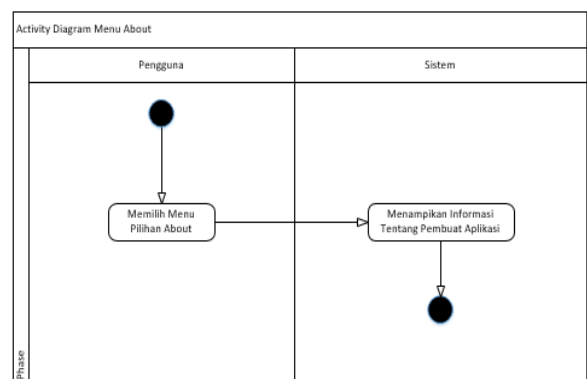 Activity Diagram Menu About
Pengguna
Sistem
Memilih Menu
Pilihan About
Menampikan Informasi
Tentang Pembuat Aplikasi
Phase